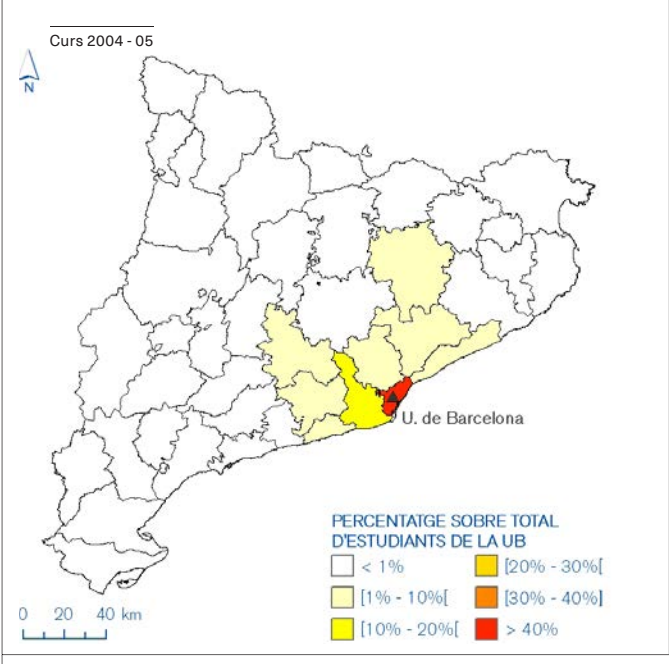 Curs 2004 - 05
N
U. de Barcelona
PERCENTATGE SOBRE TOTAL
D'ESTUDIANTS DE LA UB
< 1%
[20% - 30%[
[1% - 10%[
[30% - 40%]
[10% - 20%[
> 40%
0 20 40 km